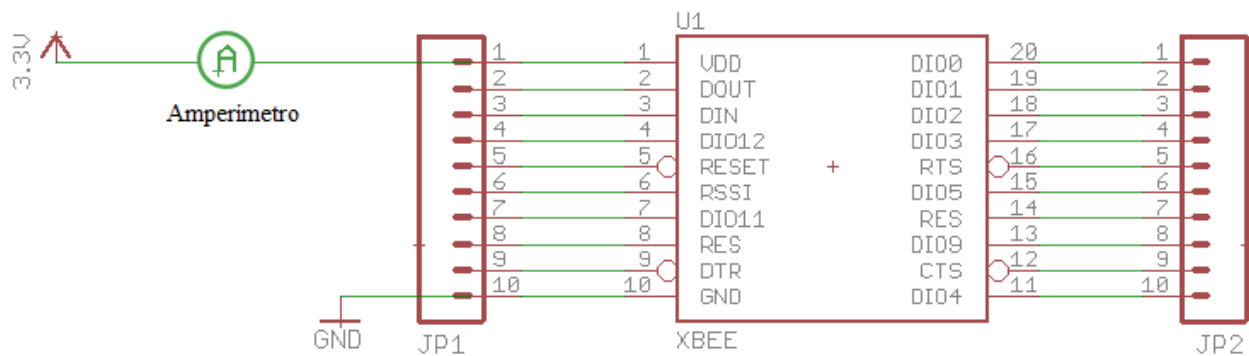 U1
3.3V
A
Amperimetro
1 1 VDD DIO0 20 1
2 2 DOUT DIO1 19 2
3 3 DIN DIO2 18 3
4 4 DIO12 DIO3 17 4
5 5 RESET RTS 16 5
6 6 RSSI DIO5 15 6
7 7 DIO11 RES 14 7
8 8 RES DIO9 13 8
9 9 DTR CTS 12 9
10 10 GND DIO4 11 10
GND
JP1
XBEE
JP2